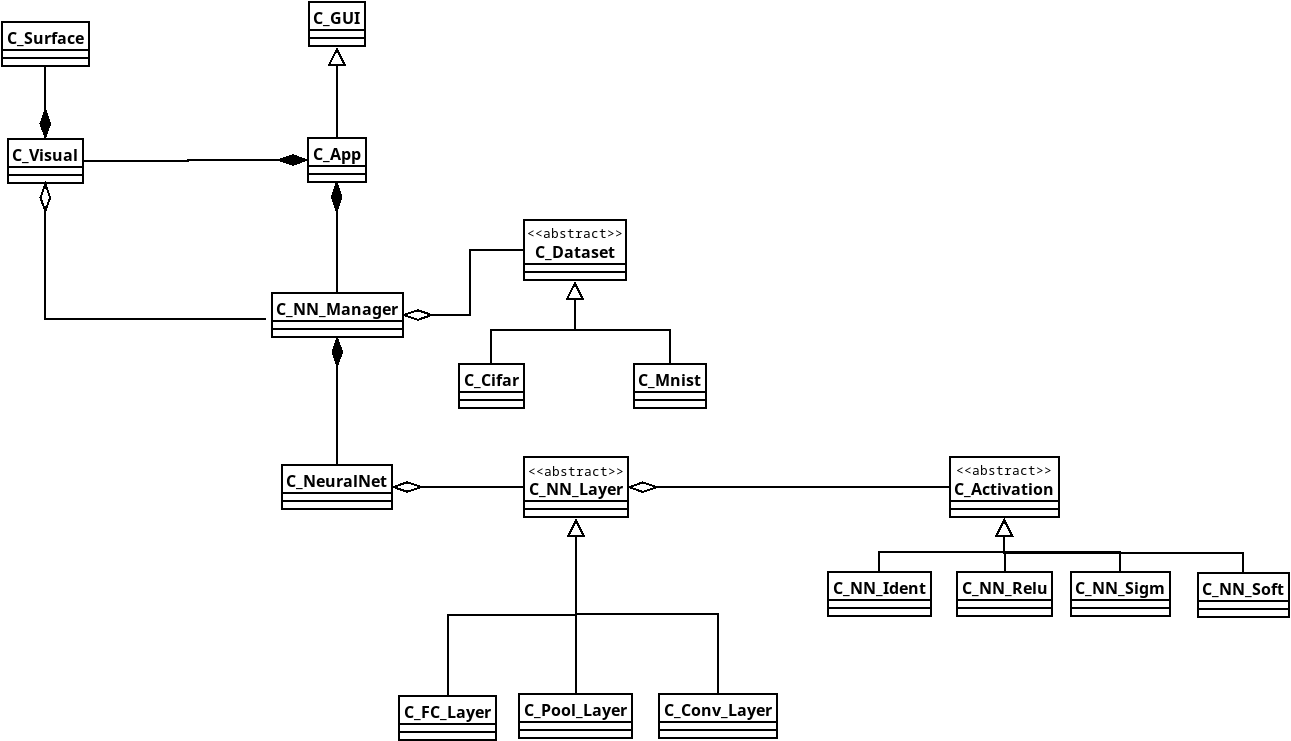 C_GUI
C_Surface
C_Visual
C_App
<<abstract>>
C_Dataset
C_NN_Manager
C_Cifar
C_Mnist
C_NeuralNet
<<abstract>>
C_NN_Layer
<<abstract>>
C_Activation
C_NN_Ident
C_NN_Relu
C_NN_Sigm
C_NN_Soft
C_FC_Layer
C_Pool_Layer
C_Conv_Layer